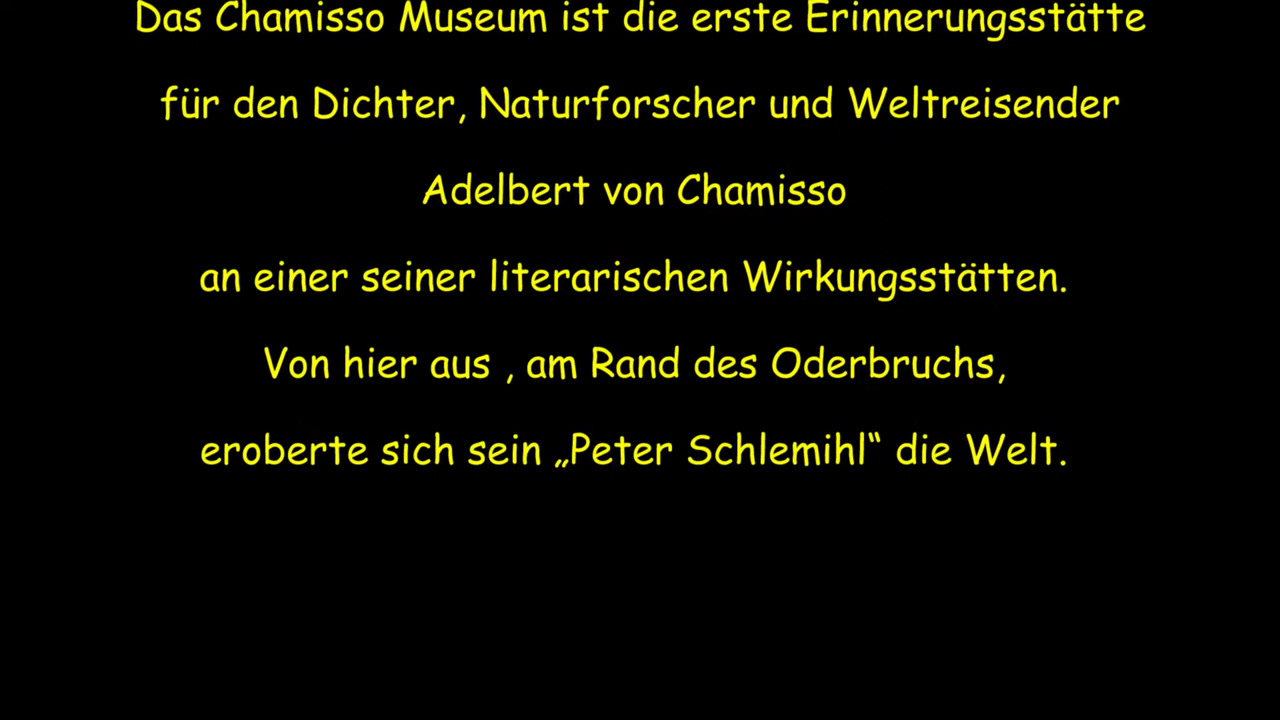 Das Chamisso Museum ist die erste Erinnerungsstätte
für den Dichter, Naturforscher und Weltreisender
Adelbert von Chamisso
an einer seiner literarischen Wirkungsstätten.
Von hier aus , am Rand des Oderbruchs,
eroberte sich sein „Peter Schlemihl“ die Welt.